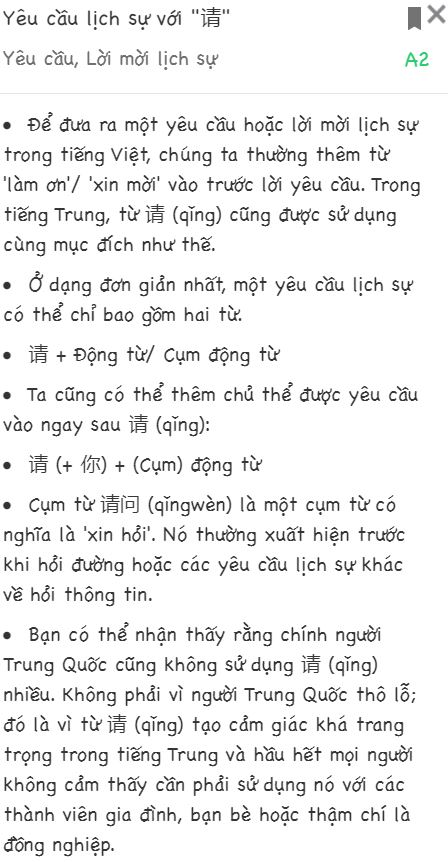 Yêu cầu lịch sự với "请"
Yêu cầu, Lời mời lịch sự
A2
• Để đưa ra một yêu cầu hoặc lời mời lịch sự
trong tiếng Việt, chúng ta thường thêm từ
'làm ơn'/ 'xin mời' vào trước lời yêu cầu. Trong
tiếng Trung, từ 请 (qǐng) cũng được sử dụng
cùng mục đích như thế.
• Ở dạng đơn giản nhất, một yêu cầu lịch sự
có thể chỉ bao gồm hai từ.
• 请 + Động từ/ Cụm động từ
• Ta cũng có thể thêm chủ thể được yêu cầu
vào ngay sau 请 (qǐng):
• 请 (+ 你) + (Cụm) động từ
• Cụm từ 请问 (qǐngwèn) là một cụm từ có
nghĩa là 'xin hỏi'. Nó thường xuất hiện trước
khi hỏi đường hoặc các yêu cầu lịch sự khác
về hỏi thông tin.
• Bạn có thể nhận thấy rằng chính người
Trung Quốc cũng không sử dụng 请 (qǐng)
nhiều. Không phải vì người Trung Quốc thô lỗ;
đó là vì từ 请 (qǐng) tạo cảm giác khá trang
trọng trong tiếng Trung và hầu hết mọi người
không cảm thấy cần phải sử dụng nó với các
thành viên gia đình, bạn bè hoặc thậm chí là
đồng nghiệp.